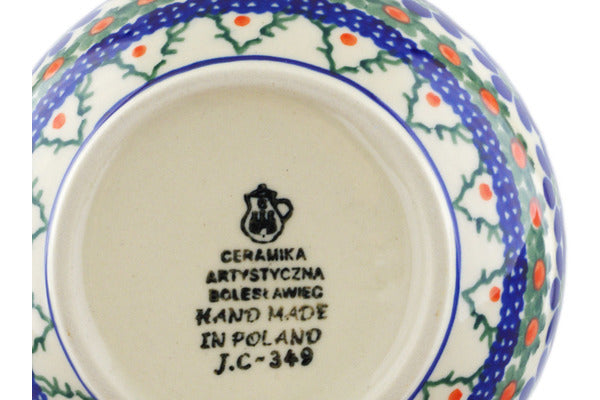 CERAMIKA
ARTYSTYCZNA
BOLESŁAWIEC
HAND MADE
IN POLAND
J.C-349